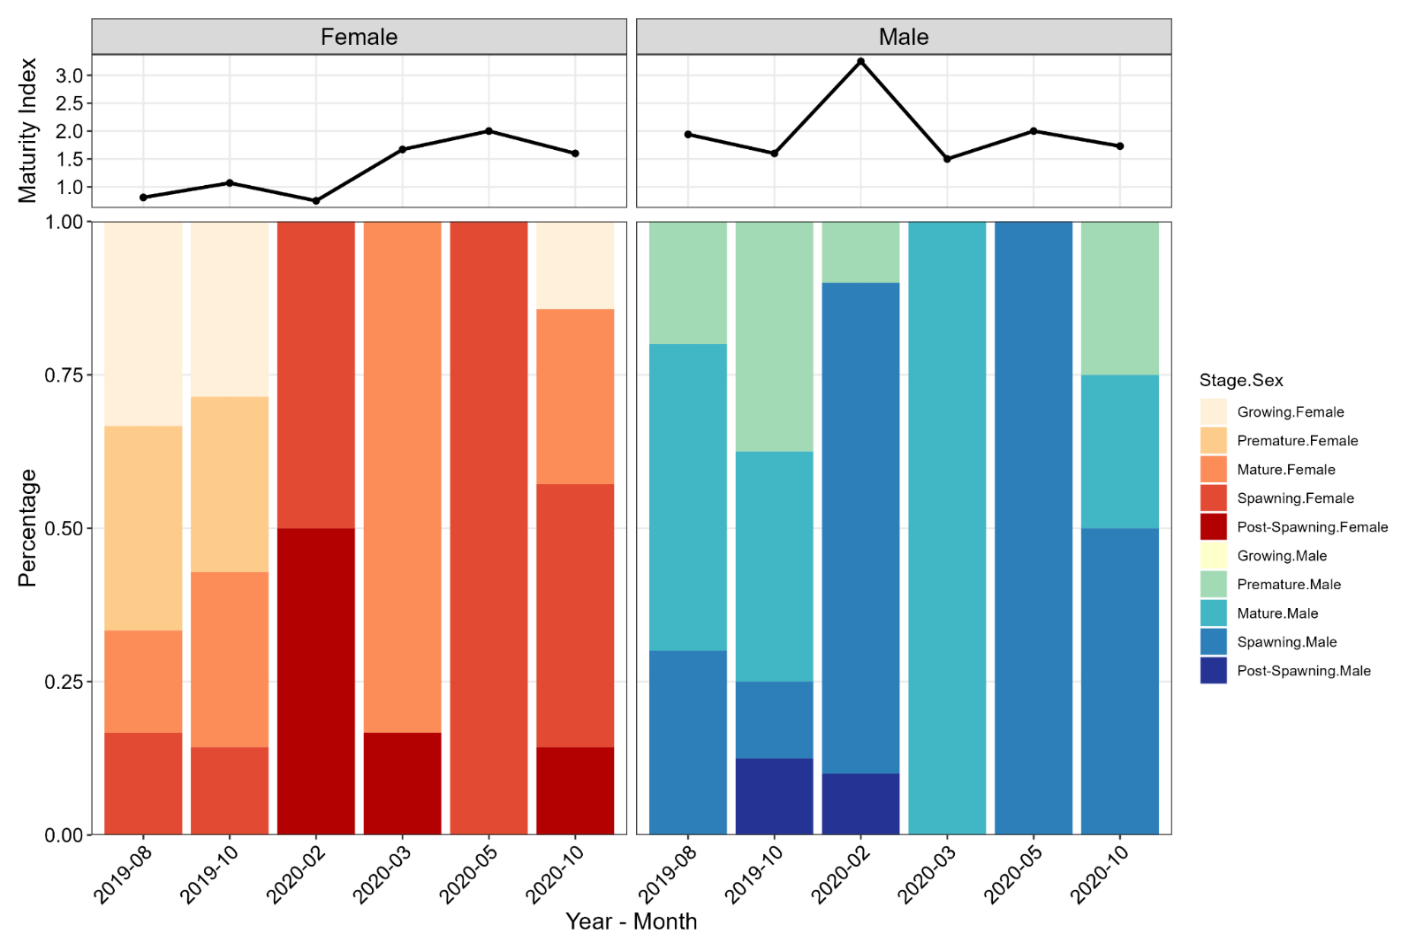 Female
Male
Maturity Index
3.0
2.5
2.0
1.5
1.0
Percentage
1.00
0.75
0.50
0.25
0.00
2019-08
2019-10
2020-02
2020-03
2020-05
2020-10
2019-08
2019-10
2020-02
2020-03
2020-05
2020-10
Year - Month
Stage.Sex
Growing.Female
Premature.Female
Mature.Female
Spawning.Female
Post-Spawning.Female
Growing.Male
Premature.Male
Mature.Male
Spawning.Male
Post-Spawning.Male